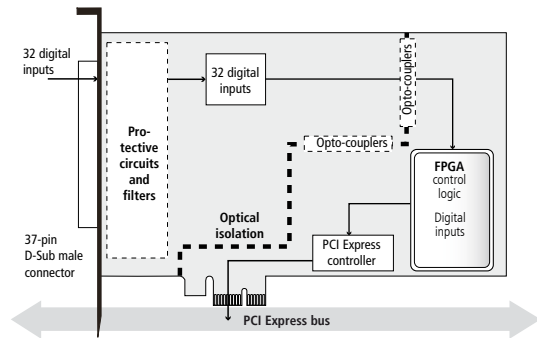 32 digital
inputs
32 digital
inputs
Opto-couplers
Pro-
tective
circuits
and
filters
Opto-couplers
FPGA
control
logic
Digital
inputs
Optical
isolation
37-pin
D-Sub male
connector
PCI Express
controller
PCI Express bus